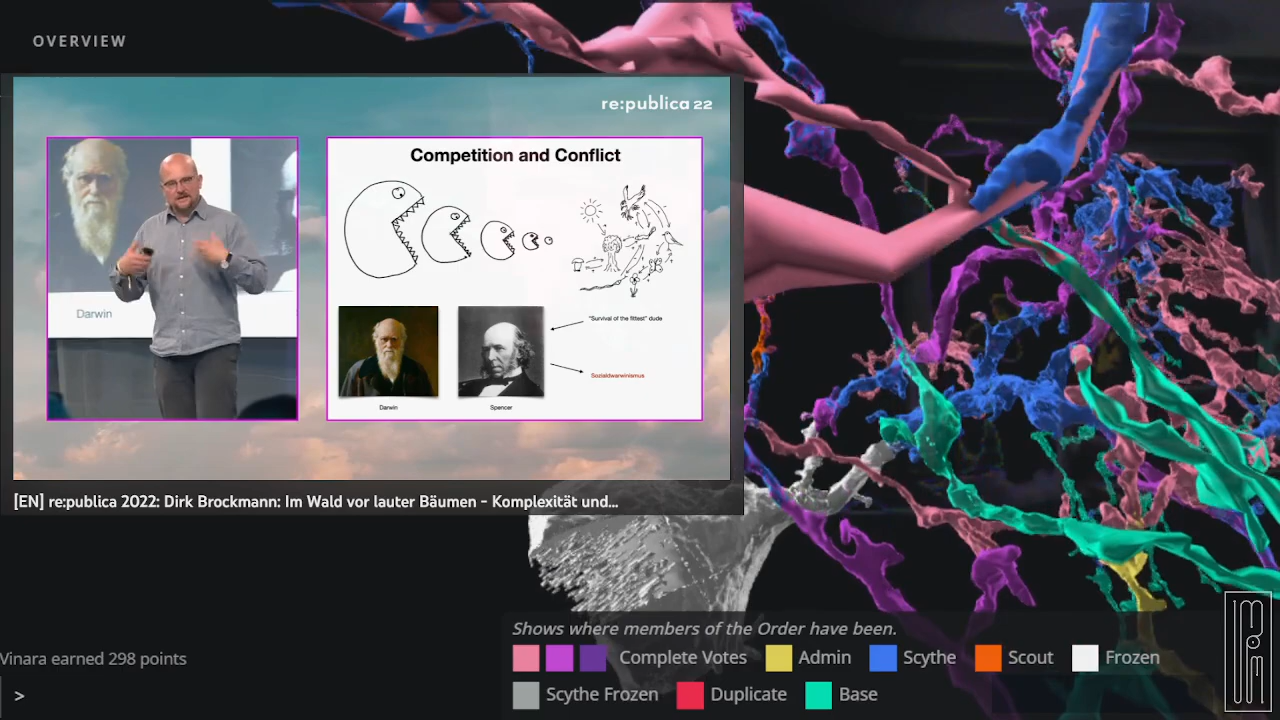 OVERVIEW
re:publica 22
Competition and Conflict
Darwin
"Survival of the fittest" dude
Sozialdwarwinismus
Darwin
Spencer
[EN] re:publica 2022: Dirk Brockmann: Im Wald vor lauter Bäumen - Komplexität und...
Shows where members of the Order have been.
Vinara earned 298 points
Complete Votes
Admin
Scythe
Scout
Frozen
>
Scythe Frozen
Duplicate
Base